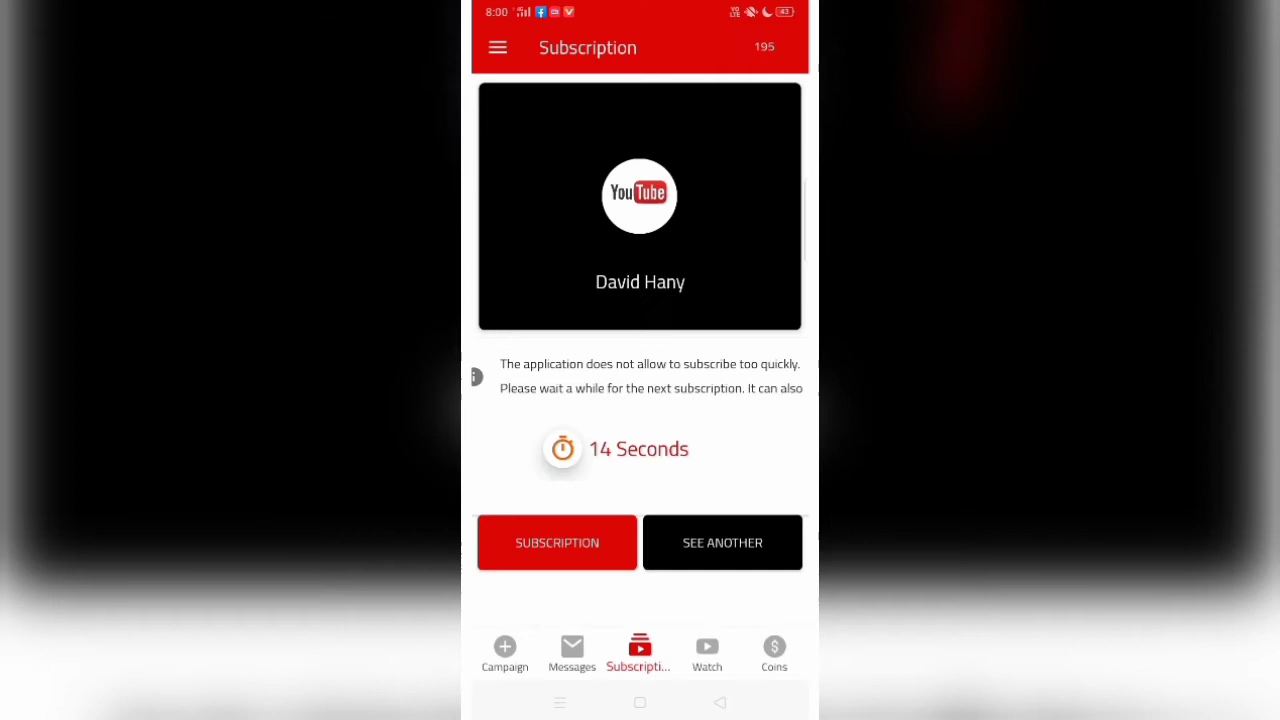 8:00
43
Subscription
195
YouTube
David Hany
The application does not allow to subscribe too quickly.
Please wait a while for the next subscription. It can also
14 Seconds
SUBSCRIPTION
SEE ANOTHER
Campaign
Messages
Subscripti...
Watch
Coins